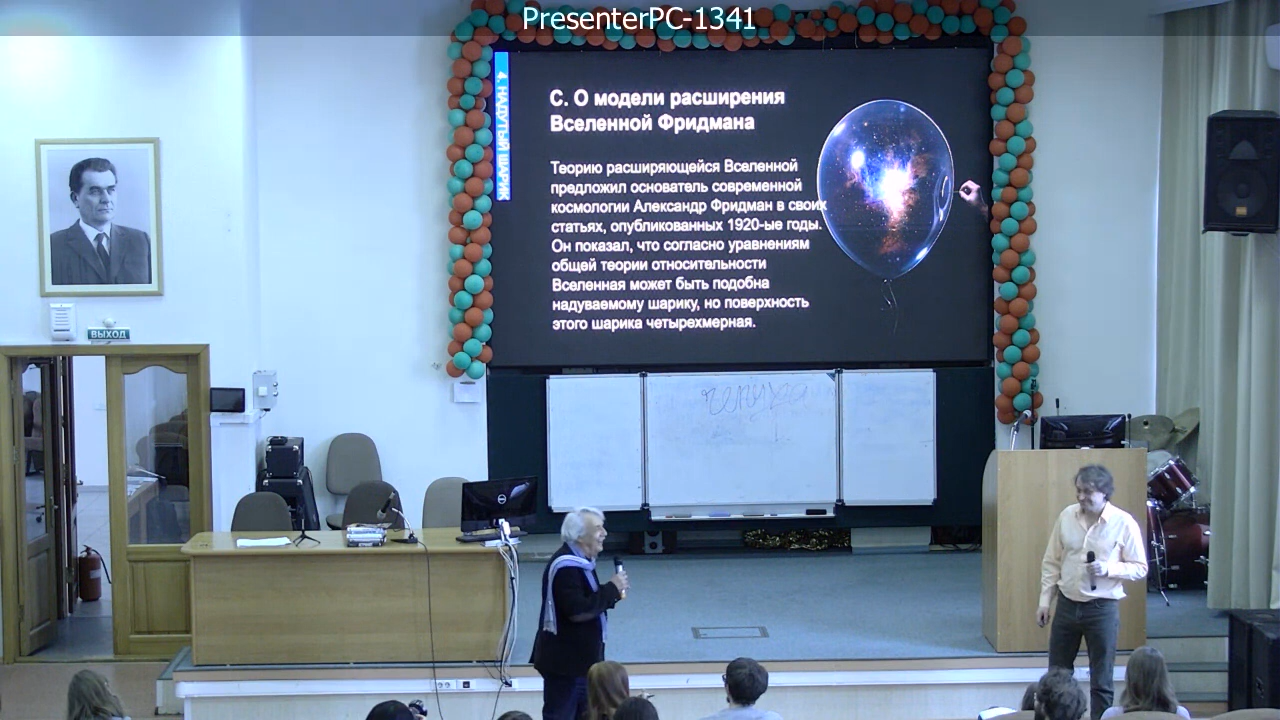 PresenterPC-1341
4. НАДУТЫЙ ШАРИК
С. О модели расширения
Вселенной Фридмана
Теорию расширяющейся Вселенной
предложил основатель современной
космологии Александр Фридман в своих
статьях, опубликованных 1920-ые годы.
Он показал, что согласно уравнениям
общей теории относительности
Вселенная может быть подобна
надуваемому шарику, но поверхность
этого шарика четырехмерная.
ВЫХОД
ченуха
DELL